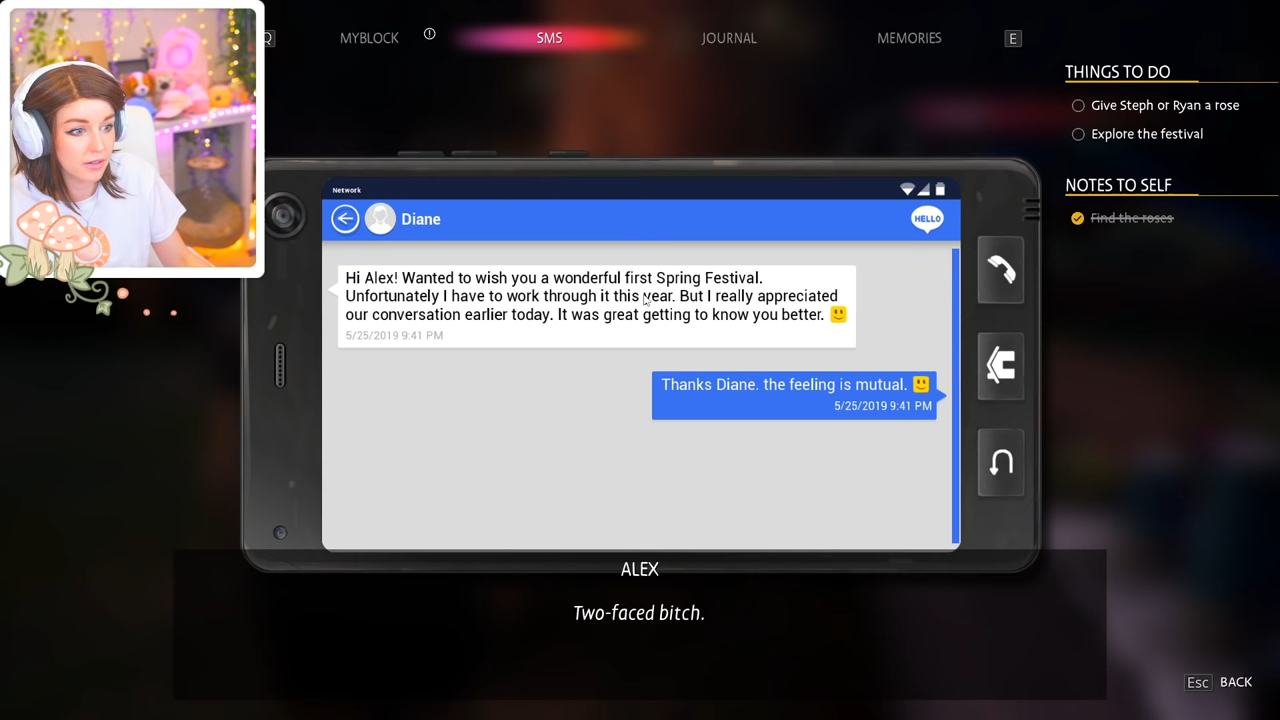 Q
MYBLOCK
SMS
JOURNAL
MEMORIES
E
THINGS TO DO
Give Steph or Ryan a rose
Explore the festival
NOTES TO SELF
Find the roses
Network
Diane
HELLO
Hi Alex! Wanted to wish you a wonderful first Spring Festival.
Unfortunately I have to work through it this year. But I really appreciated
our conversation earlier today. It was great getting to know you better. 🙂
5/25/2019 9:41 PM
Thanks Diane. the feeling is mutual. 🙂
5/25/2019 9:41 PM
ALEX
Two-faced bitch.
Esc BACK